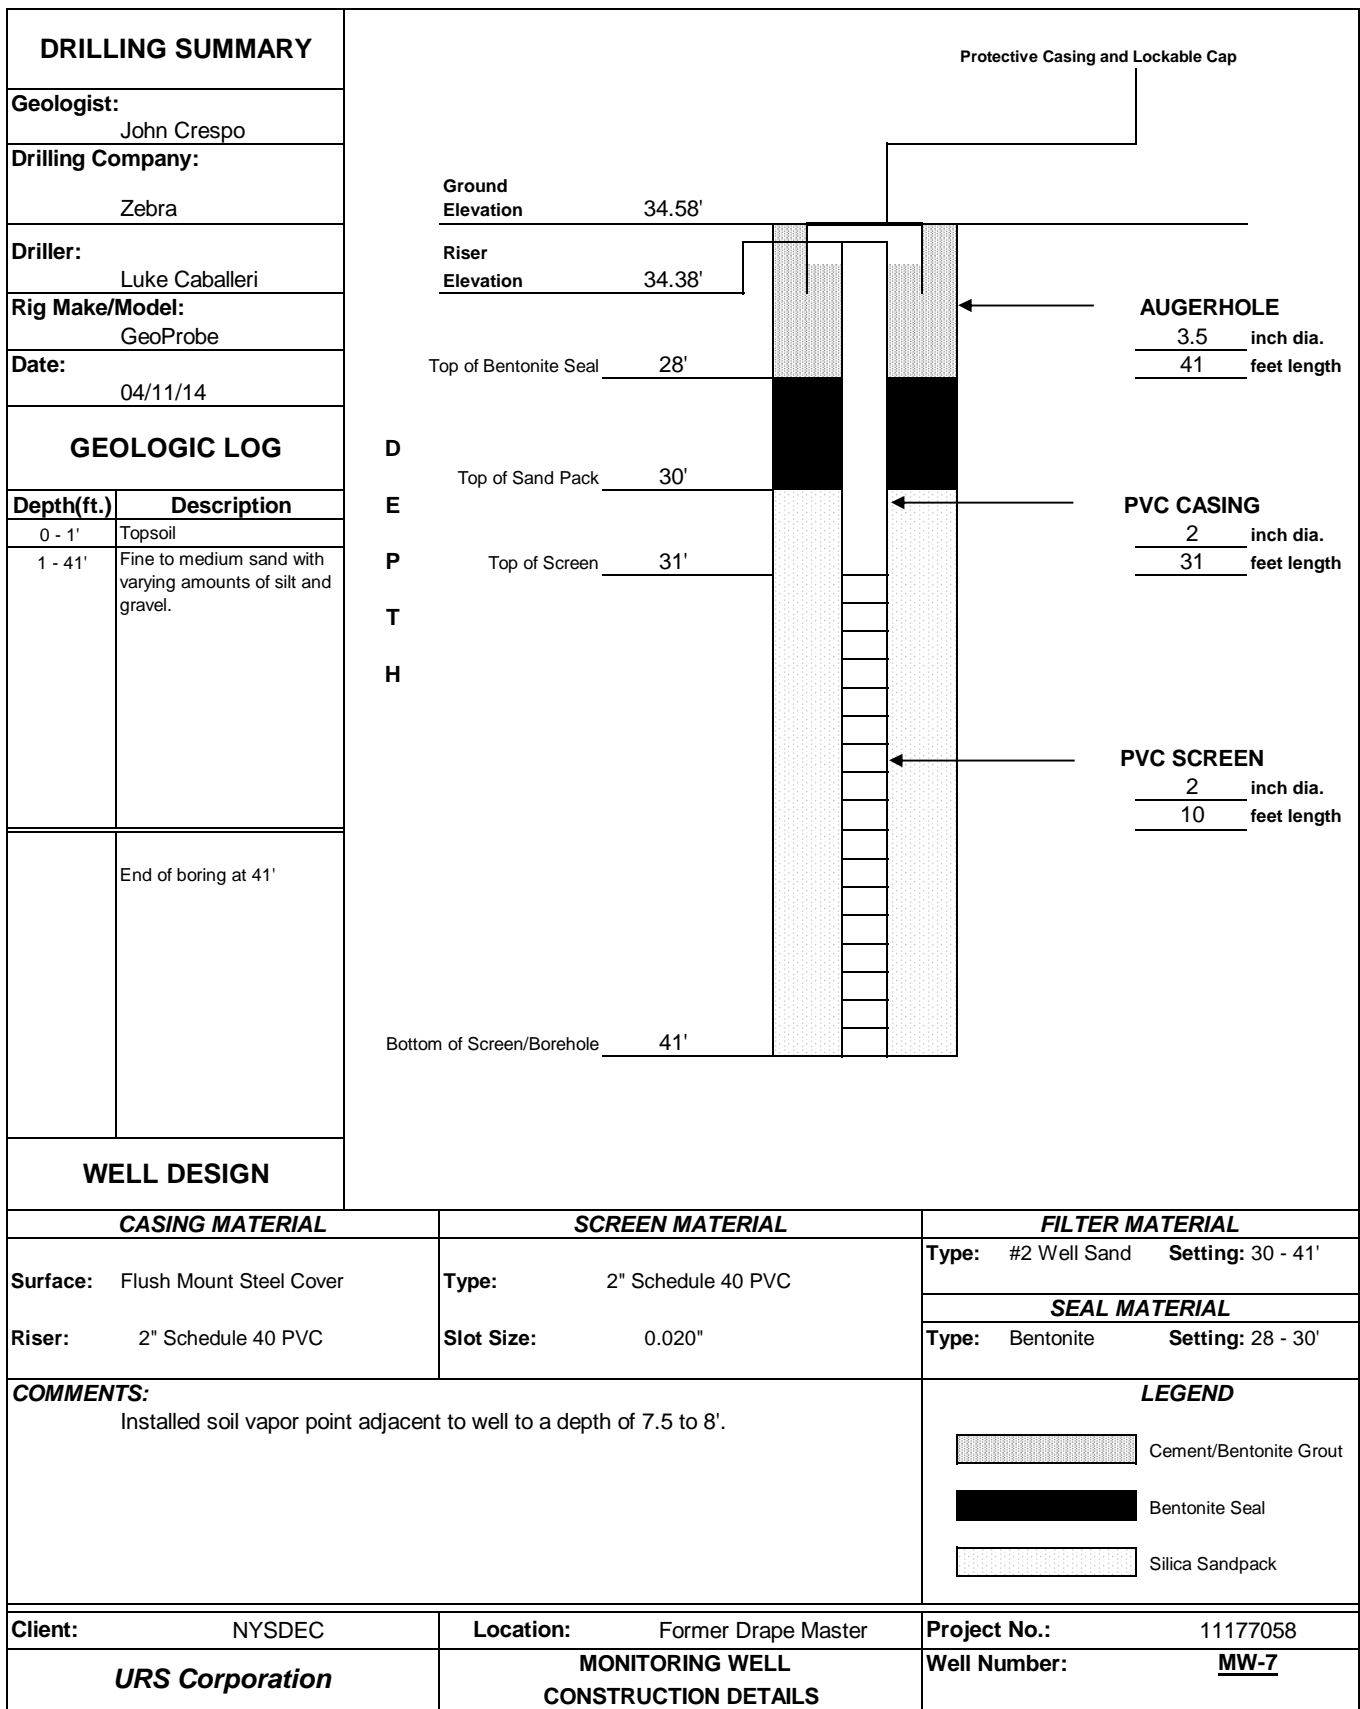 DRILLING SUMMARY
Geologist:
John Crespo
Drilling Company:
Zebra
Driller:
Luke Caballeri
Rig Make/Model:
GeoProbe
Date:
04/11/14
GEOLOGIC LOG
Depth(ft.) Description
0 - 1' Topsoil
1 - 41' Fine to medium sand with
varying amounts of silt and
gravel.
End of boring at 41'
WELL DESIGN
Protective Casing and Lockable Cap
Ground
Elevation 34.58'
Riser
Elevation 34.38'
Top of Bentonite Seal 28'
Top of Sand Pack 30'
Top of Screen 31'
Bottom of Screen/Borehole 41'
D
E
P
T
H
AUGERHOLE
3.5 inch dia.
41 feet length
PVC CASING
2 inch dia.
31 feet length
PVC SCREEN
2 inch dia.
10 feet length
CASING MATERIAL
Surface: Flush Mount Steel Cover
Riser: 2" Schedule 40 PVC
SCREEN MATERIAL
Type: 2" Schedule 40 PVC
Slot Size: 0.020"
FILTER MATERIAL
Type: #2 Well Sand Setting: 30 - 41'
SEAL MATERIAL
Type: Bentonite Setting: 28 - 30'
COMMENTS:
Installed soil vapor point adjacent to well to a depth of 7.5 to 8'.
LEGEND
Cement/Bentonite Grout
Bentonite Seal
Silica Sandpack
Client: NYSDEC
Location: Former Drape Master
Project No.: 11177058
URS Corporation
MONITORING WELL
CONSTRUCTION DETAILS
Well Number: MW-7